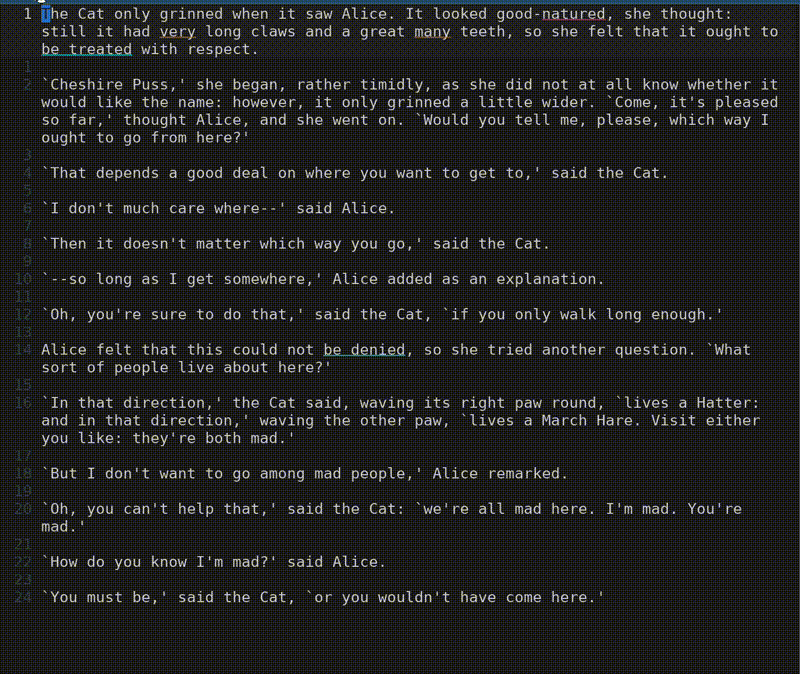 1 The Cat only grinned when it saw Alice. It looked good-natured, she thought:
still it had very long claws and a great many teeth, so she felt that it ought to
be treated with respect.
1
2 `Cheshire Puss,' she began, rather timidly, as she did not at all know whether it
would like the name: however, it only grinned a little wider. `Come, it's pleased
so far,' thought Alice, and she went on. `Would you tell me, please, which way I
ought to go from here?'
3
4 `That depends a good deal on where you want to get to,' said the Cat.
5
6 `I don't much care where--' said Alice.
7
8 `Then it doesn't matter which way you go,' said the Cat.
9
10 `--so long as I get somewhere,' Alice added as an explanation.
11
12 `Oh, you're sure to do that,' said the Cat, `if you only walk long enough.'
13
14 Alice felt that this could not be denied, so she tried another question. `What
sort of people live about here?'
15
16 `In that direction,' the Cat said, waving its right paw round, `lives a Hatter:
and in that direction,' waving the other paw, `lives a March Hare. Visit either
you like: they're both mad.'
17
18 `But I don't want to go among mad people,' Alice remarked.
19
20 `Oh, you can't help that,' said the Cat: `we're all mad here. I'm mad. You're
mad.'
21
22 `How do you know I'm mad?' said Alice.
23
24 `You must be,' said the Cat, `or you wouldn't have come here.'